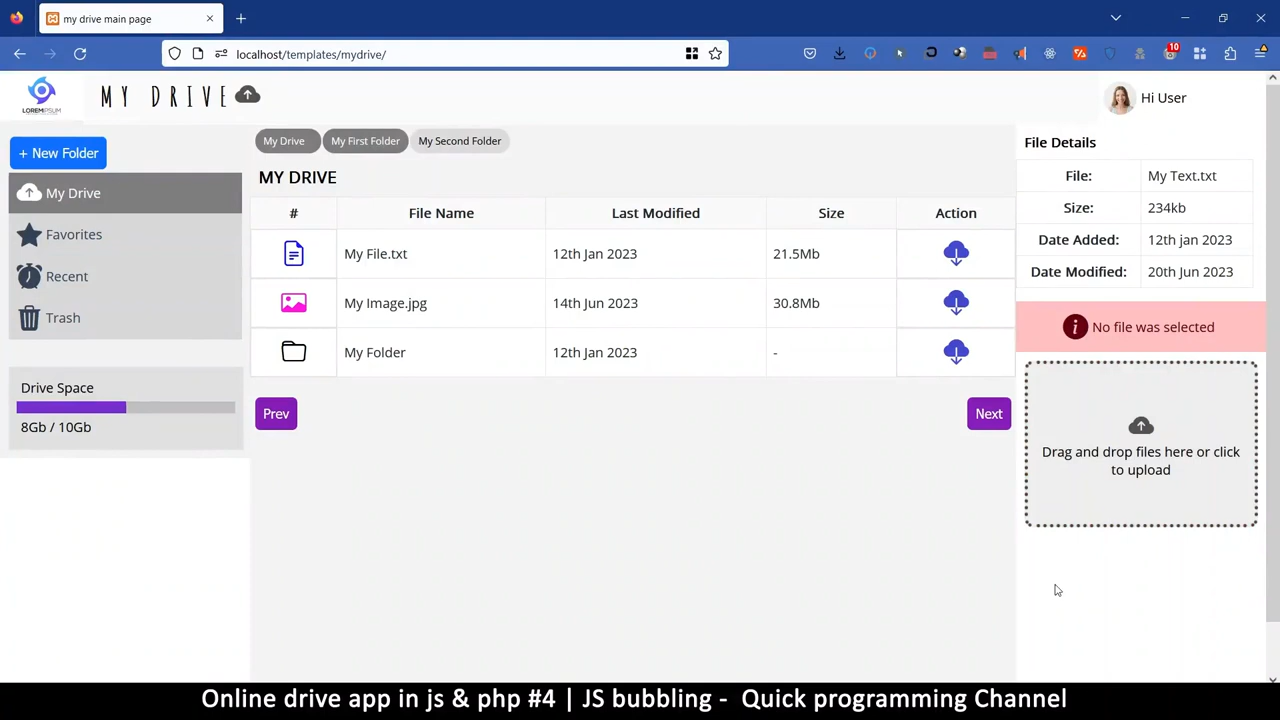 my drive main page
localhost/templates/mydrive/
10
LOREMIPSUM
MY DRIVE
Hi User
+ New Folder
My Drive
Favorites
Recent
Trash
Drive Space
8Gb / 10Gb
My Drive My First Folder My Second Folder
MY DRIVE
# File Name Last Modified Size Action
My File.txt 12th Jan 2023 21.5Mb
My Image.jpg 14th Jun 2023 30.8Mb
My Folder 12th Jan 2023 -
Prev Next
File Details
File: My Text.txt
Size: 234kb
Date Added: 12th jan 2023
Date Modified: 20th Jun 2023
No file was selected
Drag and drop files here or click
to upload
Online drive app in js & php #4 | JS bubbling - Quick programming Channel